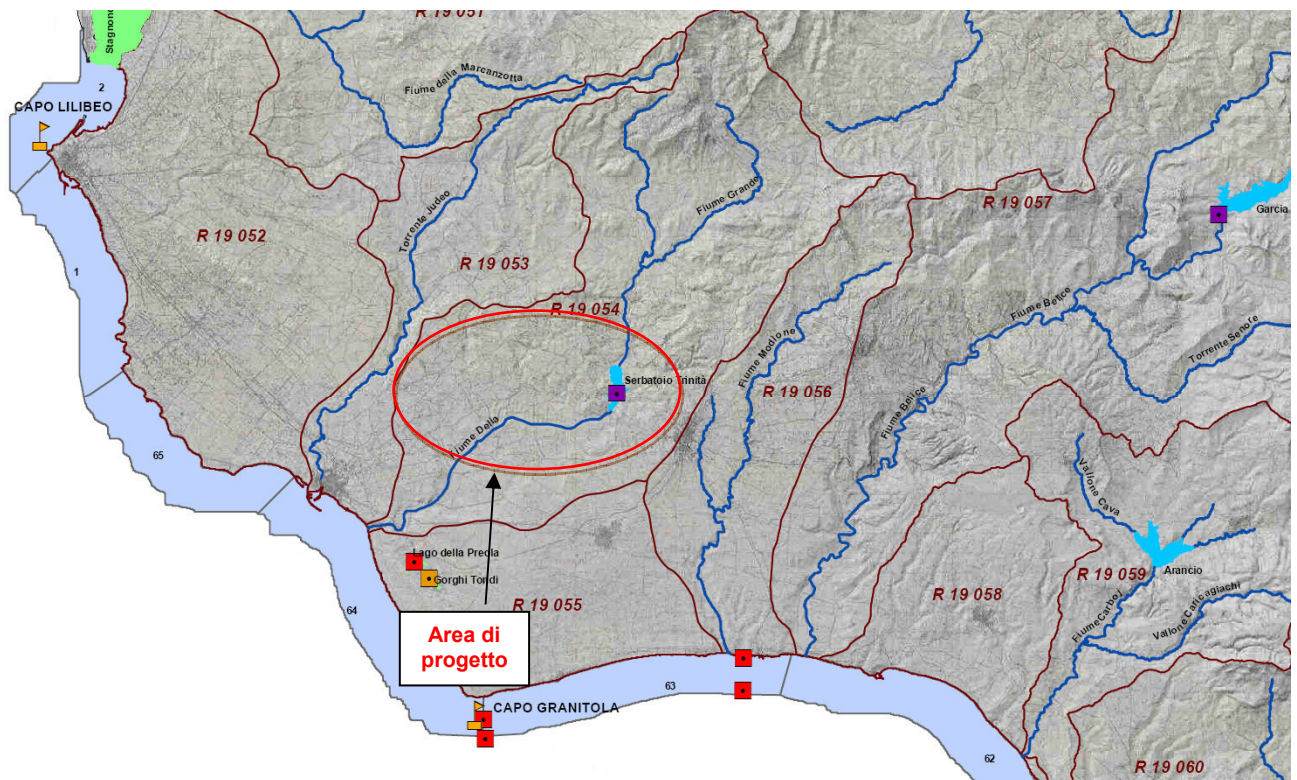 R 19 051
Stagnone
Fiume della Marcanzotta
2
CAPO LILIBEO
Fiume Grande
R 19 057
Garcia
Torrente Judeo
R 19 052
R 19 053
1
Fiume Belice
R 19 054
Torrente Senore
Fiume Modione
Serbatoio Trinità
R 19 056
Fiume Belice
Fiume Della
65
Vallone Cava
Lago della Preola
Arancio
Gorghi Tondi
R 19 059
R 19 055
R 19 058
64
Fiume Carboj
Vallone Caricagiachi
Area di
progetto
63
CAPO GRANITOLA
62
R 19 060